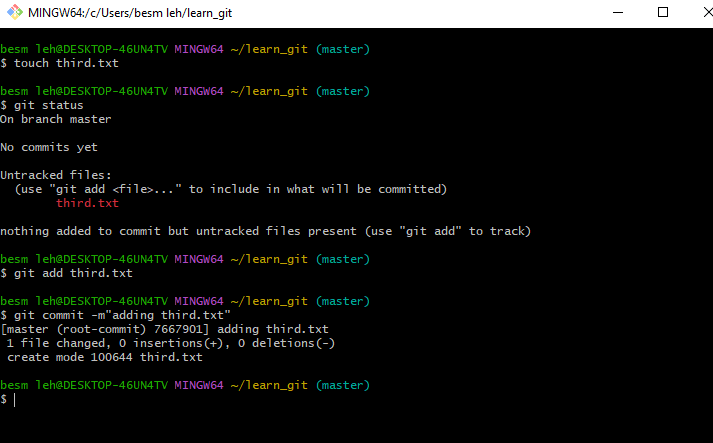 MINGW64:/c/Users/besm leh/learn_git
besm leh@DESKTOP-46UN4TV MINGW64 ~/learn_git (master)
$ touch third.txt
besm leh@DESKTOP-46UN4TV MINGW64 ~/learn_git (master)
$ git status
On branch master
No commits yet
Untracked files:
  (use "git add <file>..." to include in what will be committed)
        third.txt
nothing added to commit but untracked files present (use "git add" to track)
besm leh@DESKTOP-46UN4TV MINGW64 ~/learn_git (master)
$ git add third.txt
besm leh@DESKTOP-46UN4TV MINGW64 ~/learn_git (master)
$ git commit -m"adding third.txt"
[master (root-commit) 7667901] adding third.txt
 1 file changed, 0 insertions(+), 0 deletions(-)
 create mode 100644 third.txt
besm leh@DESKTOP-46UN4TV MINGW64 ~/learn_git (master)
$